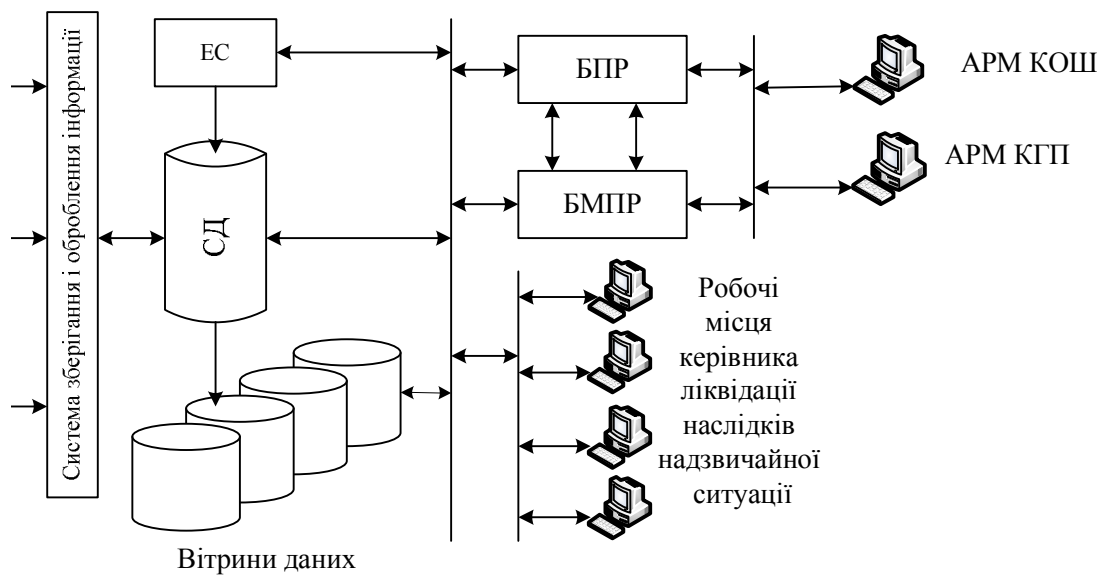 Система зберігання і оброблення інформації
ЕС
СД
Вітрини даних
БПР
БМПР
АРМ КОШ
АРМ КГП
Робочі
місця
керівника
ліквідації
наслідків
надзвичайної
ситуації